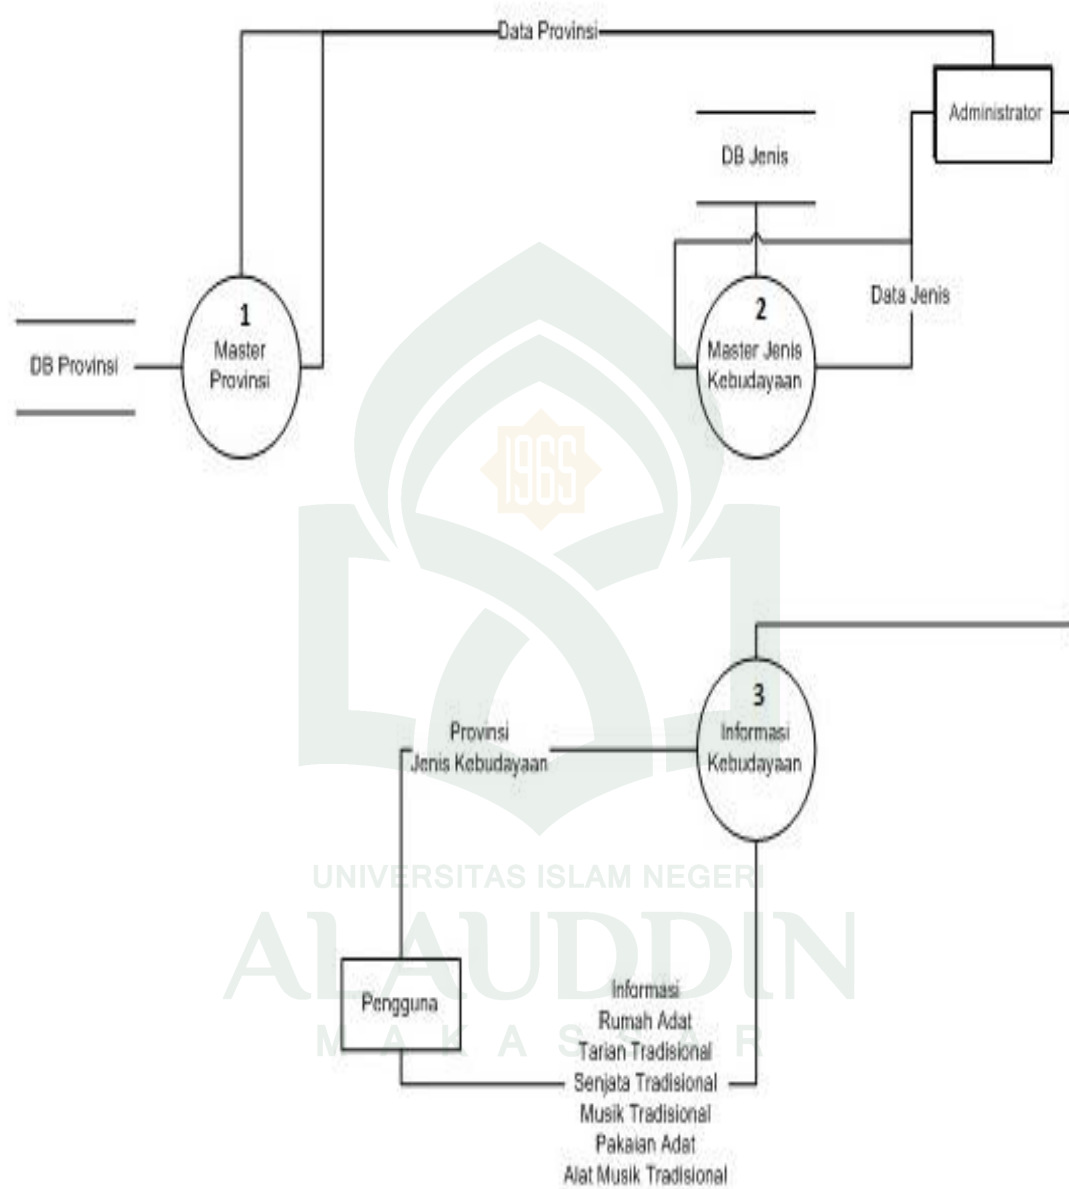 Data Provinsi
Administrator
DB Jenis
1
Master
Provinsi
2
Master Jenis
Kebudayaan
Data Jenis
DB Provinsi
1965
3
Informasi
Kebudayaan
Provinsi
Jenis Kebudayaan
UNIVERSITAS ISLAM NEGERI
ALAUDDIN
MAKASSAR
Pengguna
Informasi
Rumah Adat
Tarian Tradisional
Senjata Tradisional
Musik Tradisional
Pakaian Adat
Alat Musik Tradisional